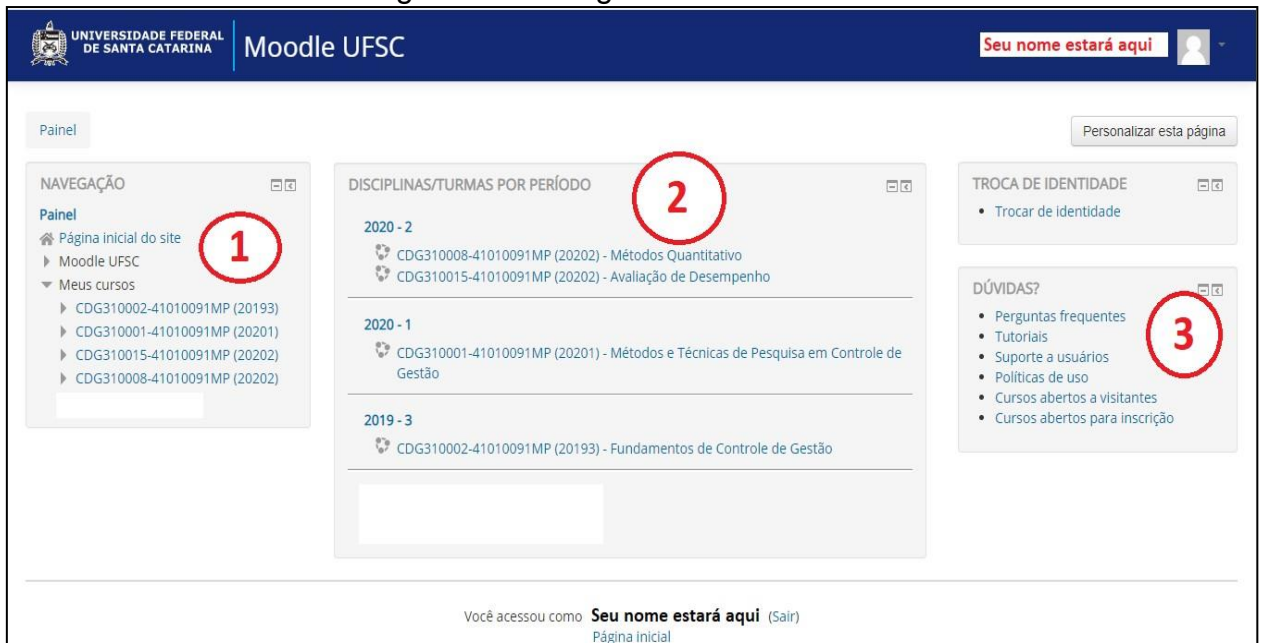 UNIVERSIDADE FEDERAL
DE SANTA CATARINA
Moodle UFSC
Seu nome estará aqui
Painel
Personalizar esta página
NAVEGAÇÃO
Painel
Página inicial do site
Moodle UFSC
Meus cursos
CDG310002-41010091MP (20193)
CDG310001-41010091MP (20201)
CDG310015-41010091MP (20202)
CDG310008-41010091MP (20202)
1
DISCIPLINAS/TURMAS POR PERÍODO
2
2020 - 2
CDG310008-41010091MP (20202) - Métodos Quantitativo
CDG310015-41010091MP (20202) - Avaliação de Desempenho
2020 - 1
CDG310001-41010091MP (20201) - Métodos e Técnicas de Pesquisa em Controle de
Gestão
2019 - 3
CDG310002-41010091MP (20193) - Fundamentos de Controle de Gestão
TROCA DE IDENTIDADE
Trocar de identidade
DÚVIDAS?
Perguntas frequentes
Tutoriais
Suporte a usuários
Políticas de uso
Cursos abertos a visitantes
Cursos abertos para inscrição
3
Você acessou como Seu nome estará aqui (Sair)
Página inicial